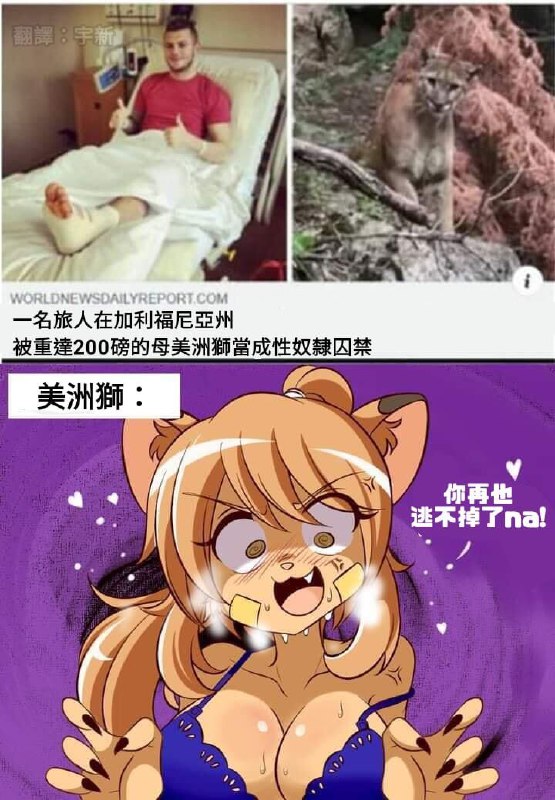 翻譯：宇新
WORLDNEWSDAILYREPORT.COM
一名旅人在加利福尼亞州
被重達200磅的母美洲獅當成性奴隸囚禁
美洲獅：
你再也
逃不掉了na!